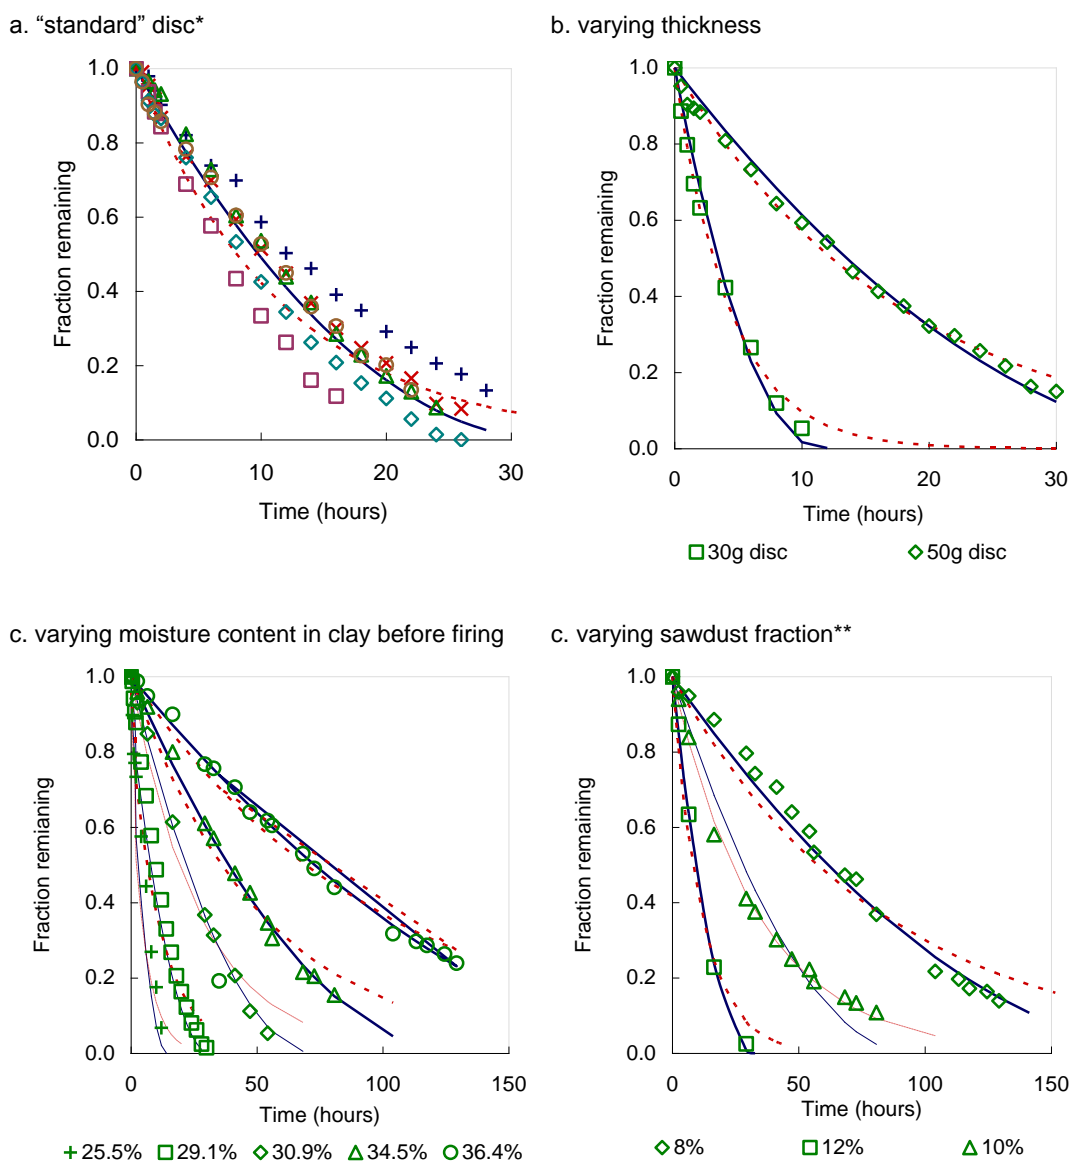 a. “standard” disc*
b. varying thickness
1.0
0.8
0.6
0.4
0.2
0.0
Fraction remaining
0
10
20
30
Time (hours)
1.0
0.8
0.6
0.4
0.2
0.0
Fraction remaining
0
10
20
30
Time (hours)
30g disc
50g disc
c. varying moisture content in clay before firing
c. varying sawdust fraction**
1.0
0.8
0.6
0.4
0.2
0.0
Fraction remianing
0
50
100
150
Time (hours)
25.5% 29.1% 30.9% 34.5% 36.4%
1.0
0.8
0.6
0.4
0.2
0.0
Fraction remaining
0
50
100
150
Time (hours)
8% 12% 10%